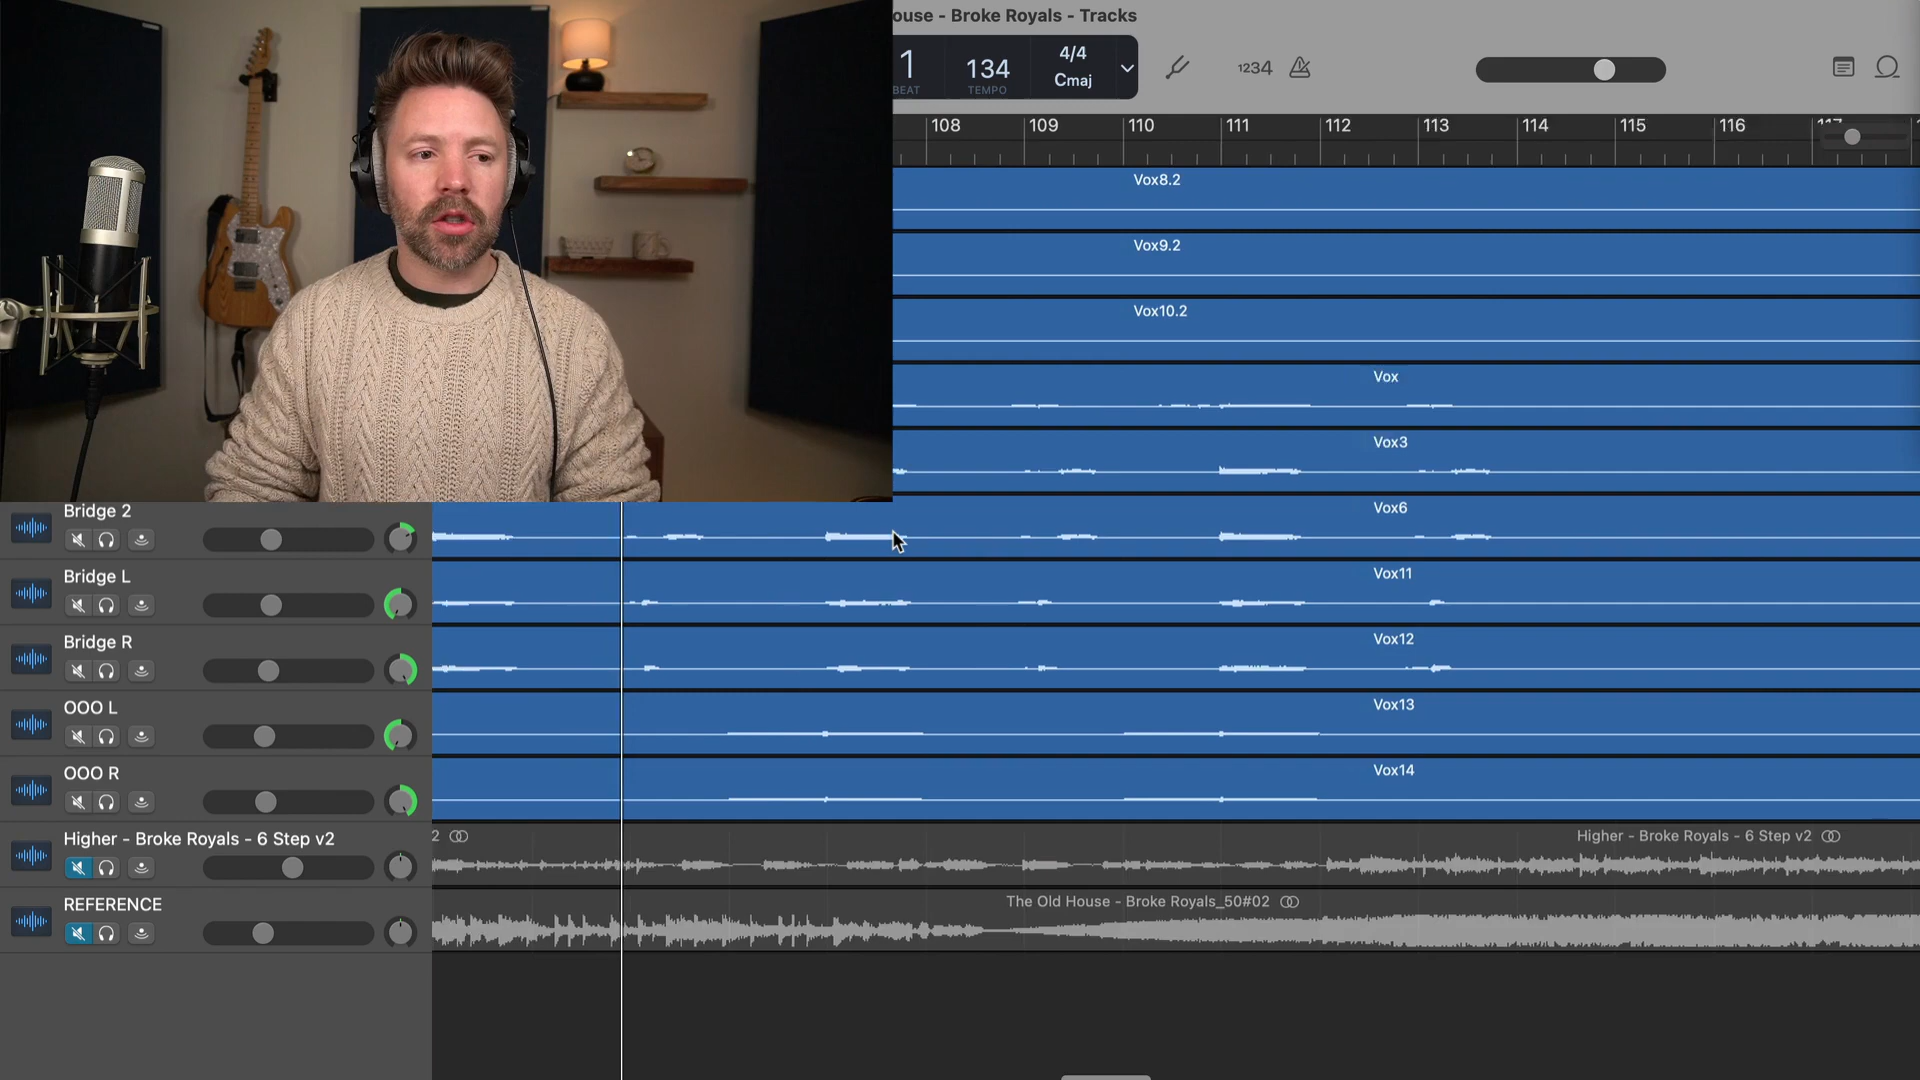 ouse - Broke Royals - Tracks
1 134 4/4
Cmaj
BEAT TEMPO
1234
108 109 110 111 112 113 114 115 116 117
Vox8.2
Vox9.2
Vox10.2
Vox
Vox3
Bridge 2 Vox6
Bridge L Vox11
Bridge R Vox12
OOO L Vox13
OOO R Vox14
Higher - Broke Royals - 6 Step v2 2 Higher - Broke Royals - 6 Step v2
REFERENCE The Old House - Broke Royals_50#02